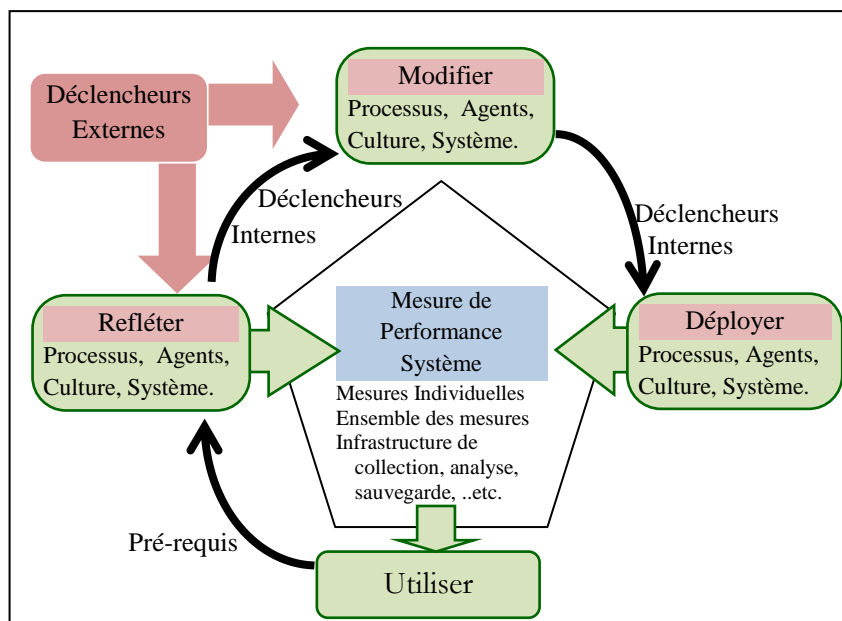 Déclencheurs
Externes
Modifier
Processus, Agents,
Culture, Système.
Déclencheurs
Internes
Déclencheurs
Internes
Refléter
Processus, Agents,
Culture, Système.
Mesure de
Performance
Système
Mesures Individuelles
Ensemble des mesures
Infrastructure de
collection, analyse,
sauvegarde, ..etc.
Déployer
Processus, Agents,
Culture, Système.
Pré-requis
Utiliser